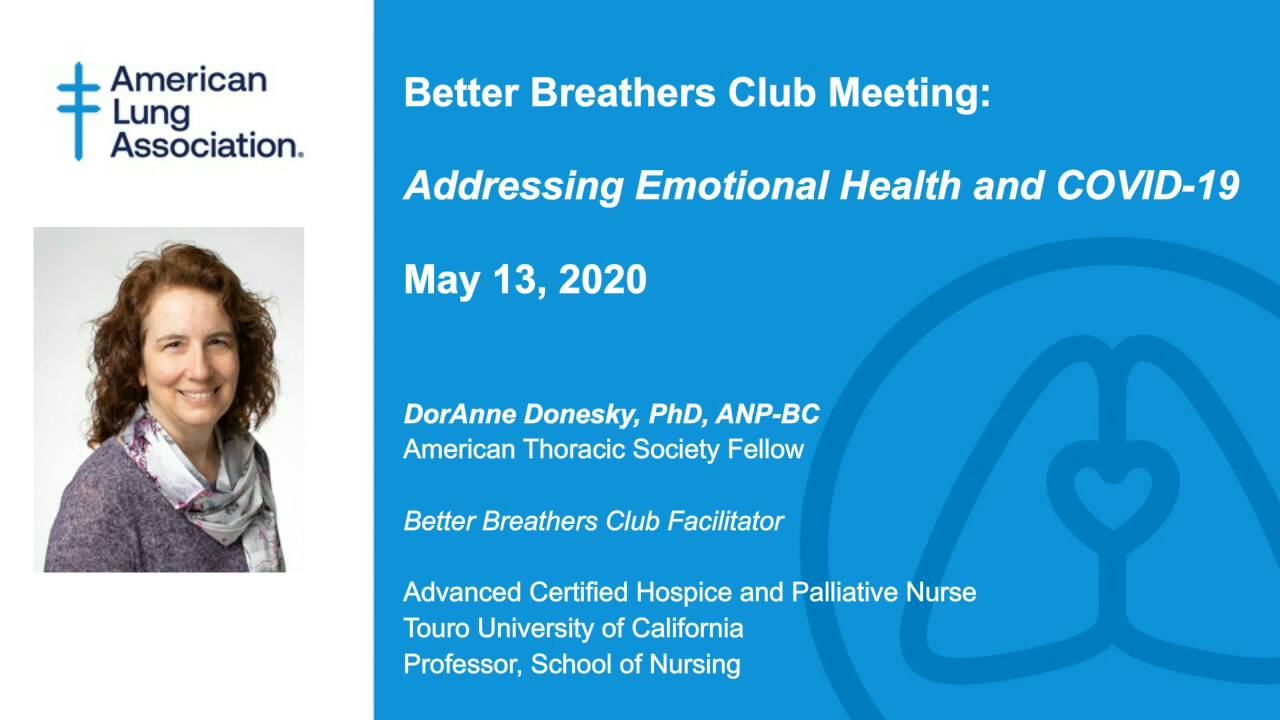 American
Lung
Association.
Better Breathers Club Meeting:
Addressing Emotional Health and COVID-19
May 13, 2020
DorAnne Donesky, PhD, ANP-BC
American Thoracic Society Fellow
Better Breathers Club Facilitator
Advanced Certified Hospice and Palliative Nurse
Touro University of California
Professor, School of Nursing